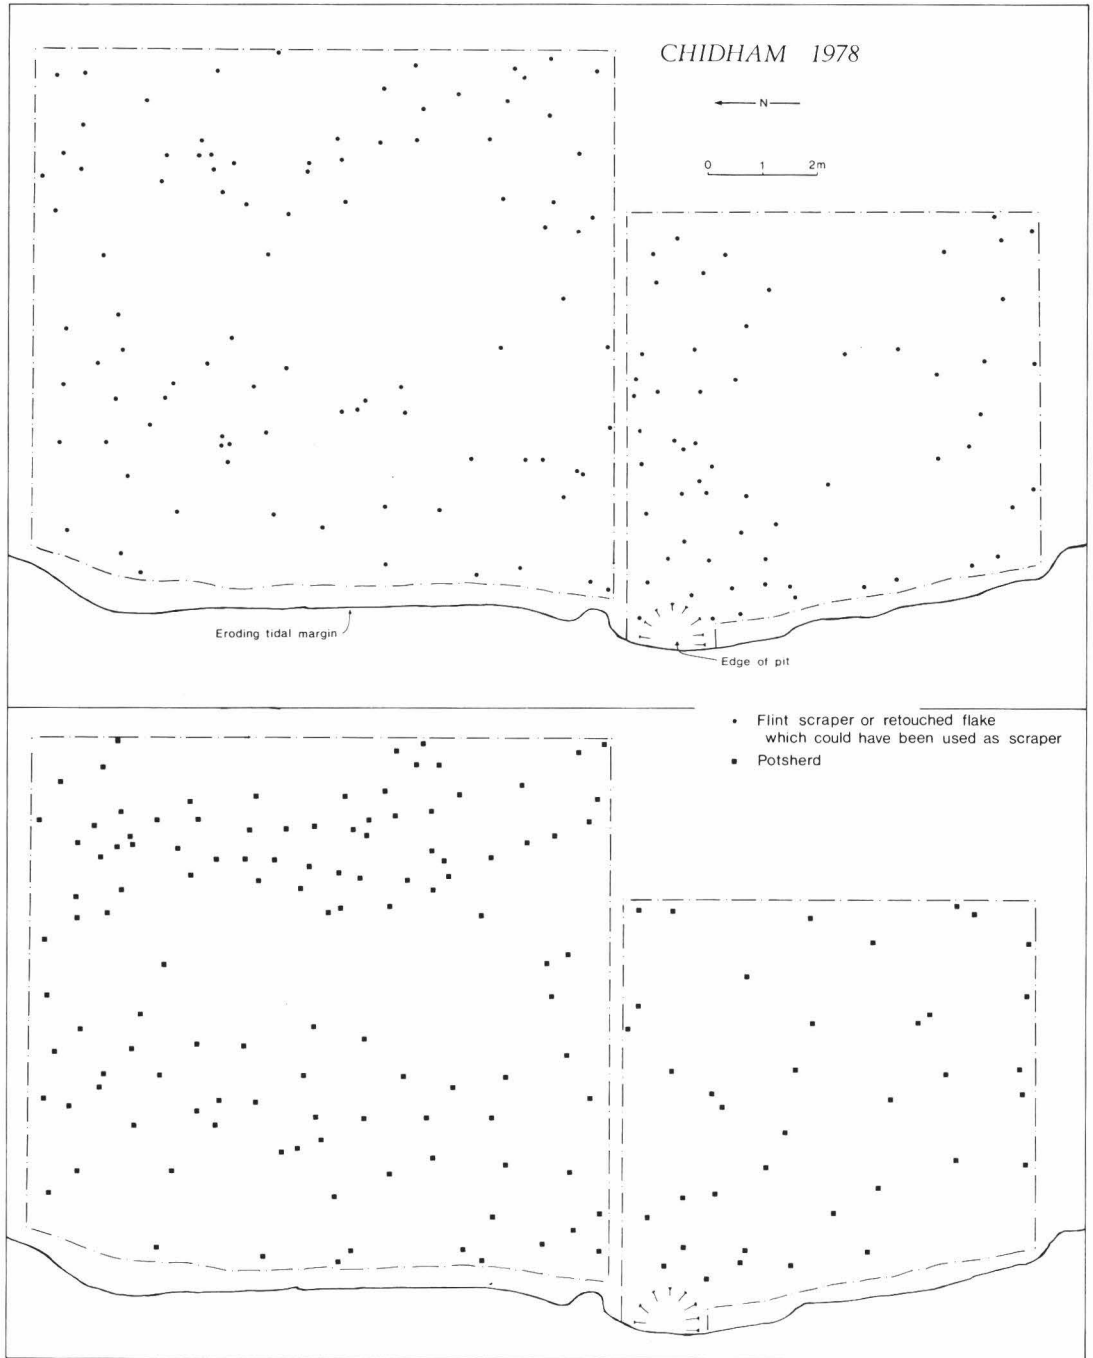 CHIDHAM 1978
N
0 1 2m
Eroding tidal margin
Edge of pit
Flint scraper or retouched flake
which could have been used as scraper
Potsherd